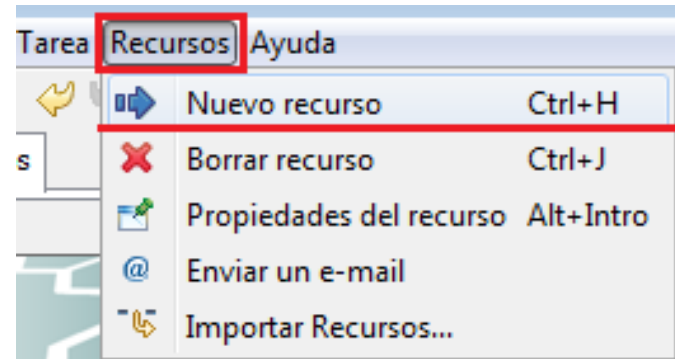 Tarea Recursos Ayuda
Nuevo recurso Ctrl+H
s Borrar recurso Ctrl+J
Propiedades del recurso Alt+Intro
@ Enviar un e-mail
Importar Recursos...